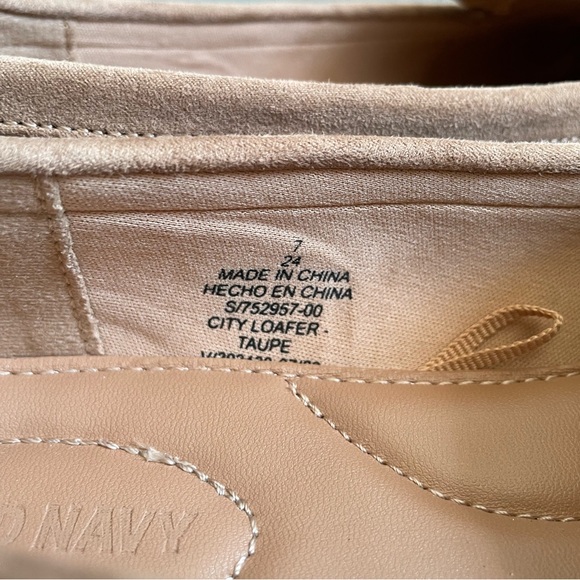 7
24
MADE IN CHINA
HECHO EN CHINA
S/752957-00
CITY LOAFER -
TAUPE
D NAVY